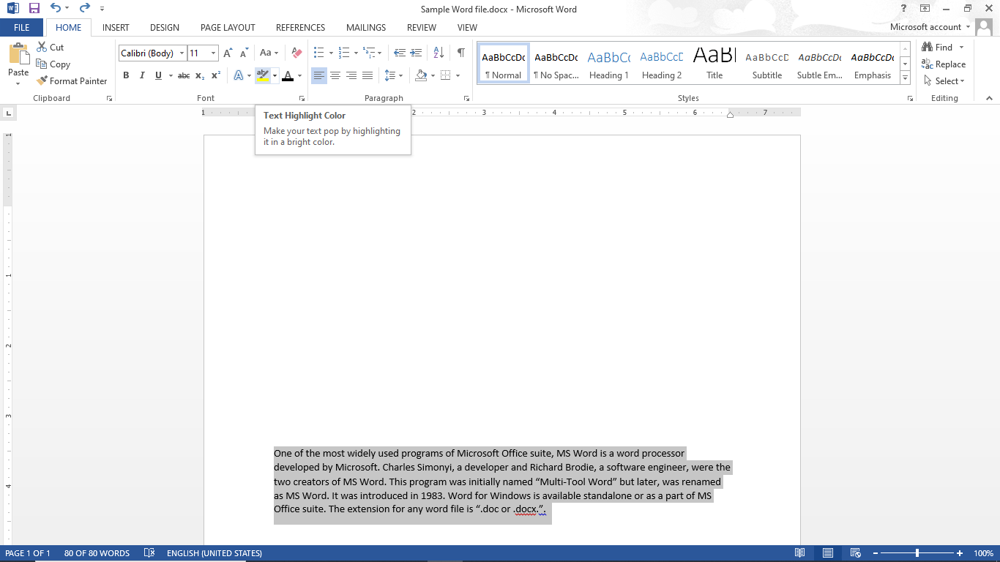 Sample Word file.docx - Microsoft Word
FILE HOME INSERT DESIGN PAGE LAYOUT REFERENCES MAILINGS REVIEW VIEW Microsoft account
Paste
Cut
Copy
Format Painter
Clipboard
Calibri (Body) 11
Aa
B I U abc x₂ x² A A
Font
Paragraph
AaBbCcDc AaBbCcDc AaBbCc AaBbCcD AaBl AaBbCcD AaBbCcDc AaBbCcDc
¶ Normal ¶ No Spac... Heading 1 Heading 2 Title Subtitle Subtle Em... Emphasis
Styles
Find
Replace
Select
Editing
1 2 3 4 5 6 7
Text Highlight Color
Make your text pop by highlighting
it in a bright color.
1
1
2
3
4
One of the most widely used programs of Microsoft Office suite, MS Word is a word processor
developed by Microsoft. Charles Simonyi, a developer and Richard Brodie, a software engineer, were the
two creators of MS Word. This program was initially named “Multi-Tool Word” but later, was renamed
as MS Word. It was introduced in 1983. Word for Windows is available standalone or as a part of MS
Office suite. The extension for any word file is “.doc or .docx.”.
PAGE 1 OF 1 80 OF 80 WORDS ENGLISH (UNITED STATES) 100%